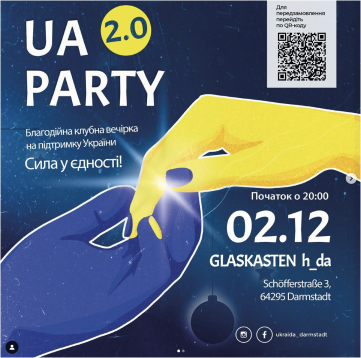 UA 2.0
PARTY
Для
передзамовлення
перейдіть
по QR-коду
Благодійна клубна вечірка
на підтримку України
Сила у єдності!
Початок о 20:00
02.12
GLASKASTEN h_da
Schöfferstraße 3,
64295 Darmstadt
ukraida_darmstadt